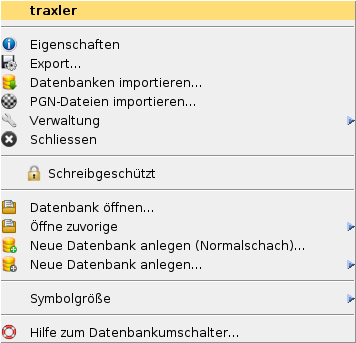 traxler
Eigenschaften
Export...
Datenbanken importieren...
PGN-Dateien importieren...
Verwaltung
Schliessen
Schreibgeschützt
Datenbank öffnen...
Öffne zuvorige
Neue Datenbank anlegen (Normalschach)...
Neue Datenbank anlegen...
Symbolgröße
Hilfe zum Datenbankumschalter...